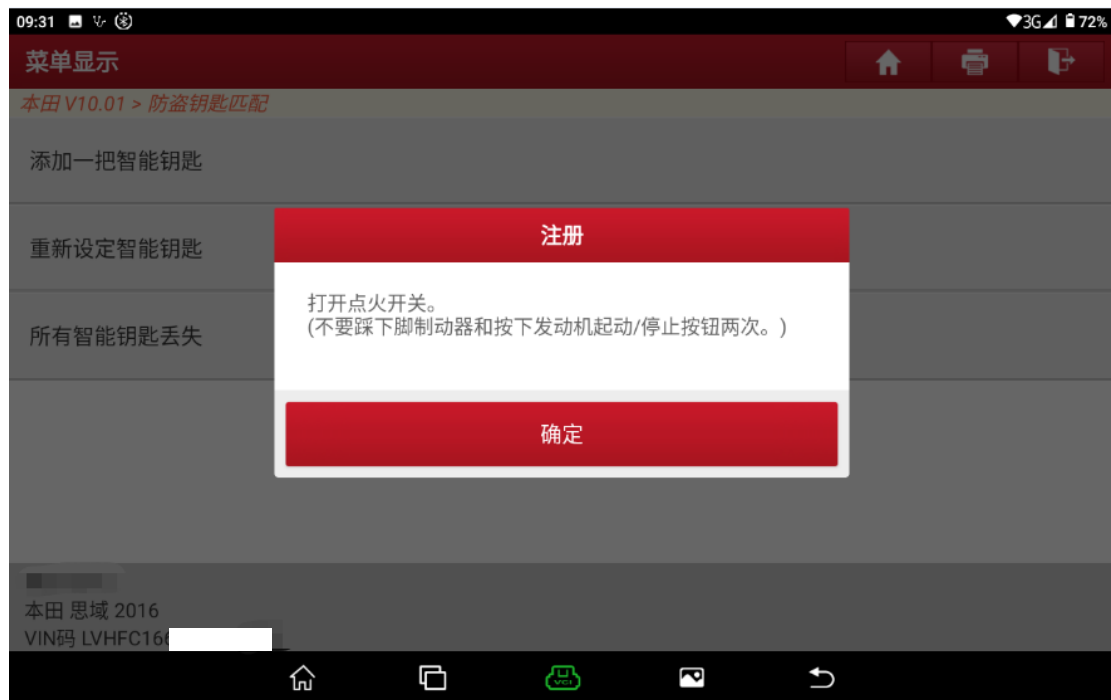 09:31
3G 72%
菜单显示
本田 V10.01 > 防盗钥匙匹配
添加一把智能钥匙
重新设定智能钥匙
所有智能钥匙丢失
注册
打开点火开关。
(不要踩下脚制动器和按下发动机起动/停止按钮两次。)
确定
本田 思域 2016
VIN码 LVHFC16
VCI